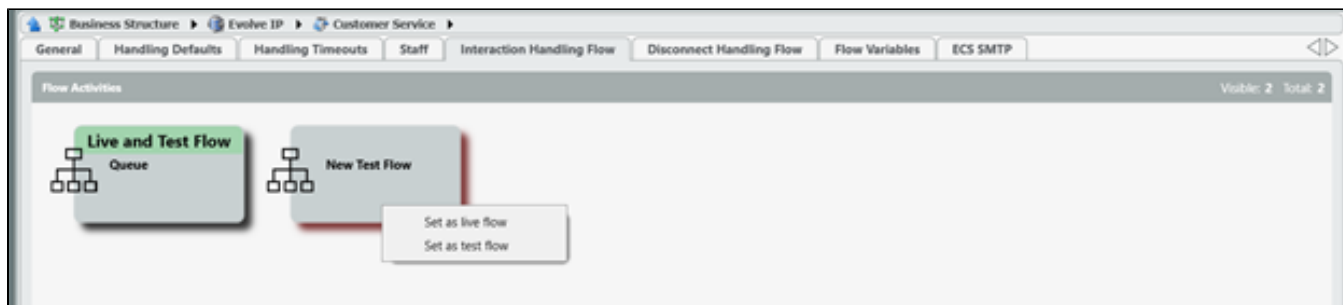 Business Structure Evolve IP Customer Service
General Handling Defaults Handling Timeouts Staff Interaction Handling Flow Disconnect Handling Flow Flow Variables ECS SMTP
Flow Activities Visible: 2 Total: 2
Live and Test Flow
Queue New Test Flow
Set as live flow
Set as test flow